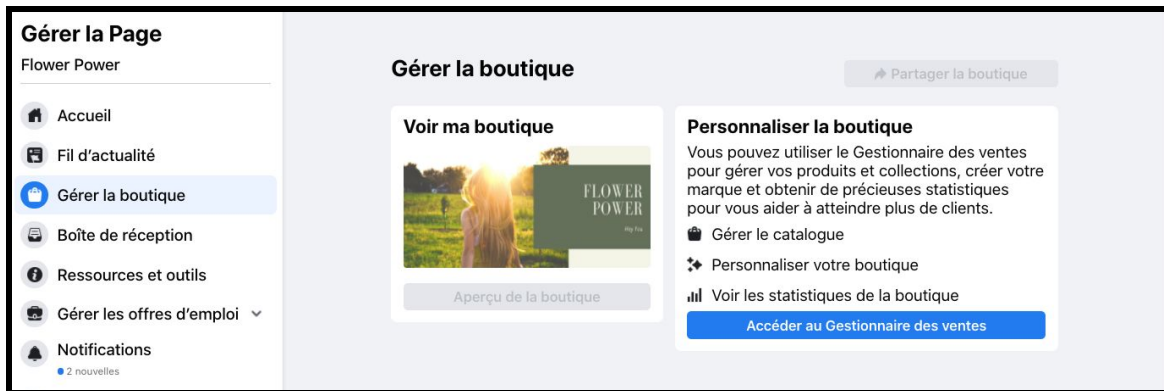 Gérer la Page
Flower Power
Accueil
Fil d'actualité
Gérer la boutique
Boîte de réception
Ressources et outils
Gérer les offres d'emploi
Notifications
2 nouvelles
Gérer la boutique
Partager la boutique
Voir ma boutique
FLOWER
POWER
Aperçu de la boutique
Personnaliser la boutique
Vous pouvez utiliser le Gestionnaire des ventes
pour gérer vos produits et collections, créer votre
marque et obtenir de précieuses statistiques
pour vous aider à atteindre plus de clients.
Gérer le catalogue
Personnaliser votre boutique
Voir les statistiques de la boutique
Accéder au Gestionnaire des ventes